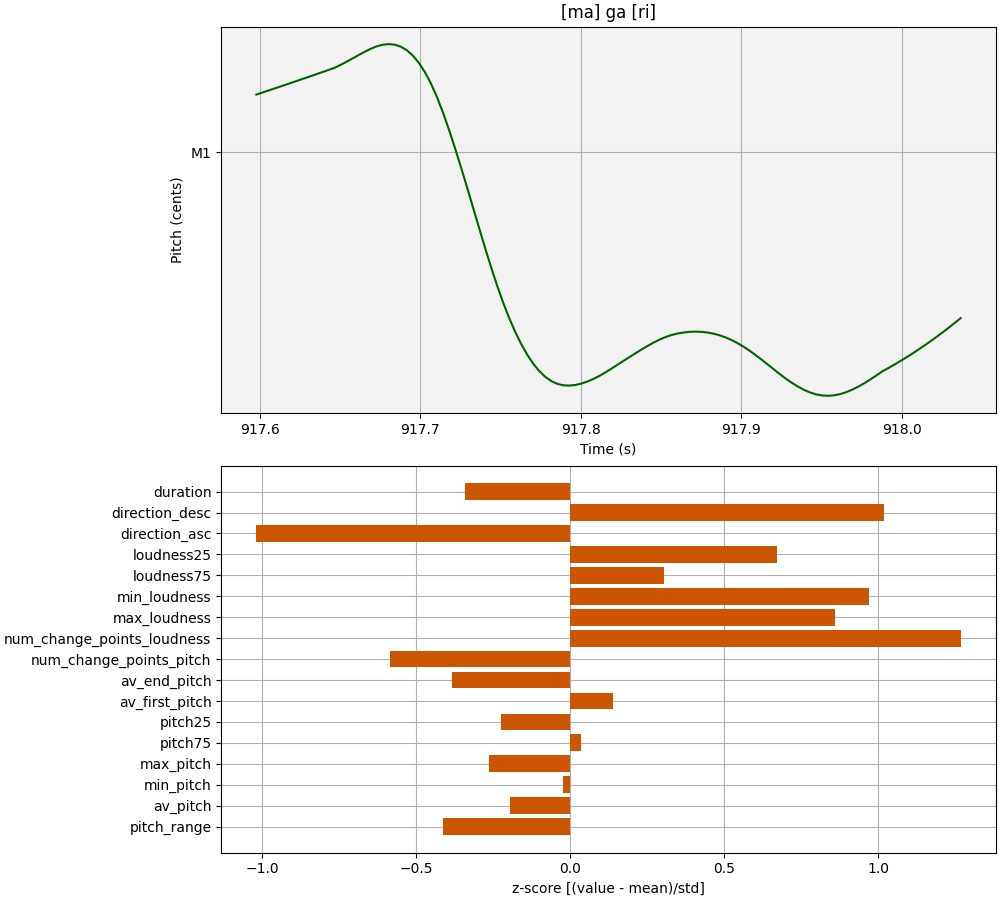 [ma] ga [ri]
M1
Pitch (cents)
917.6 917.7 917.8 917.9 918.0
Time (s)
duration
direction_desc
direction_asc
loudness25
loudness75
min_loudness
max_loudness
num_change_points_loudness
num_change_points_pitch
av_end_pitch
av_first_pitch
pitch25
pitch75
max_pitch
min_pitch
av_pitch
pitch_range
−1.0 −0.5 0.0 0.5 1.0
z-score [(value - mean)/std]